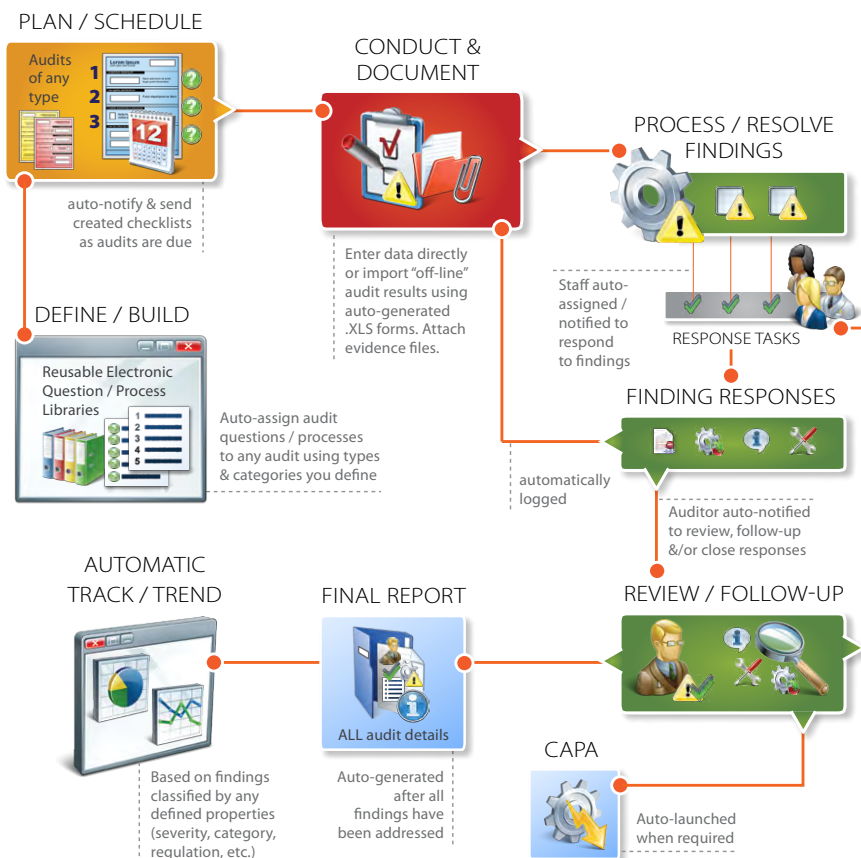 PLAN / SCHEDULE
Audits
of any
type
1
2
3
Lorem Ipsum
12
auto-notify & send
created checklists
as audits are due
CONDUCT &
DOCUMENT
Enter data directly
or import “off-line”
audit results using
auto-generated
.XLS forms. Attach
evidence files.
PROCESS / RESOLVE
FINDINGS
Staff auto-
assigned /
notified to
respond
to findings
RESPONSE TASKS
DEFINE / BUILD
Reusable Electronic
Question / Process
Libraries
1
2
3
4
5
Auto-assign audit
questions / processes
to any audit using types
& categories you define
FINDING RESPONSES
automatically
logged
Auditor auto-notified
to review, follow-up
&/or close responses
AUTOMATIC
TRACK / TREND
Based on findings
classified by any
defined properties
(severity, category,
regulation, etc.)
FINAL REPORT
ALL audit details
Auto-generated
after all
findings have
been addressed
REVIEW / FOLLOW-UP
CAPA
Auto-launched
when required